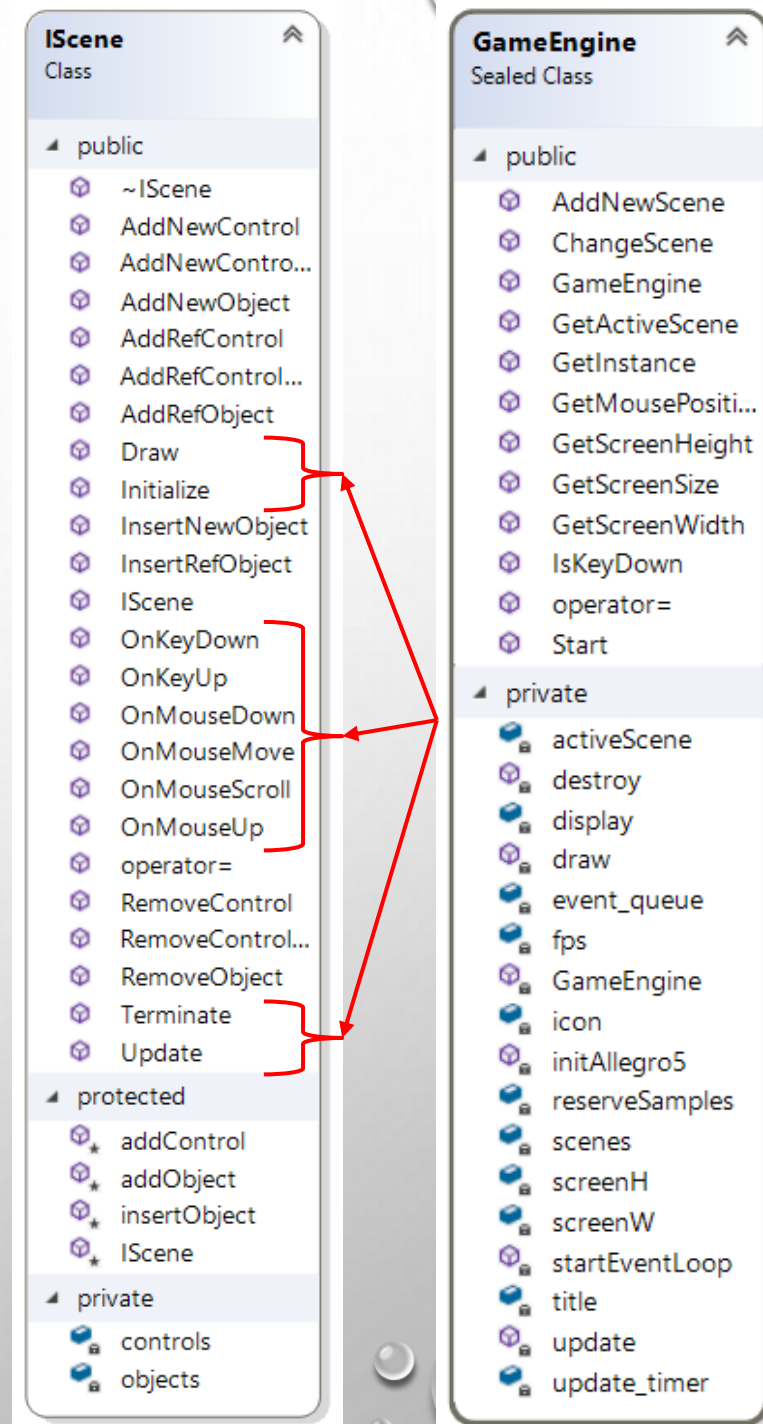 IScene
Class
public
~IScene
AddNewControl
AddNewContro...
AddNewObject
AddRefControl
AddRefControl...
AddRefObject
Draw
Initialize
InsertNewObject
InsertRefObject
IScene
OnKeyDown
OnKeyUp
OnMouseDown
OnMouseMove
OnMouseScroll
OnMouseUp
operator=
RemoveControl
RemoveControl...
RemoveObject
Terminate
Update
protected
addControl
addObject
insertObject
IScene
private
controls
objects
GameEngine
Sealed Class
public
AddNewScene
ChangeScene
GameEngine
GetActiveScene
GetInstance
GetMousePositi...
GetScreenHeight
GetScreenSize
GetScreenWidth
IsKeyDown
operator=
Start
private
activeScene
destroy
display
draw
event_queue
fps
GameEngine
icon
initAllegro5
reserveSamples
scenes
screenH
screenW
startEventLoop
title
update
update_timer